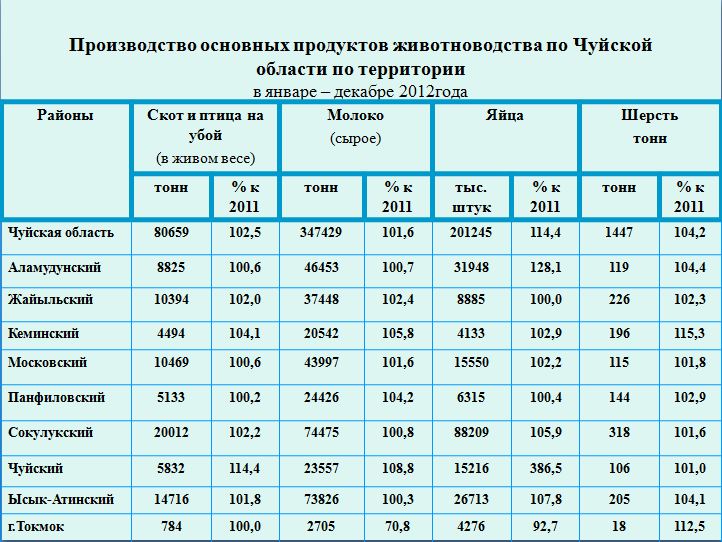 Производство основных продуктов животноводства по Чуйской
области по территории
в январе – декабре 2012года
Районы Скот и птица на убой (в живом весе) Молоко (сырое) Яйца Шерсть тонн
тонн % к 2011 тонн % к 2011 тыс. штук % к 2011 тонн % к 2011
Чуйская область 80659 102,5 347429 101,6 201245 114,4 1447 104,2
Аламудунский 8825 100,6 46453 100,7 31948 128,1 119 104,4
Жайыльский 10394 102,0 37448 102,4 8885 100,0 226 102,3
Кеминский 4494 104,1 20542 105,8 4133 102,9 196 115,3
Московский 10469 100,6 43997 101,6 15550 102,2 115 101,8
Панфиловский 5133 100,2 24426 104,2 6315 100,4 144 102,9
Сокулукский 20012 102,2 74475 100,8 88209 105,9 318 101,6
Чуйский 5832 114,4 23557 108,8 15216 386,5 106 101,0
Ысык-Атинский 14716 101,8 73826 100,3 26713 107,8 205 104,1
г.Токмок 784 100,0 2705 70,8 4276 92,7 18 112,5